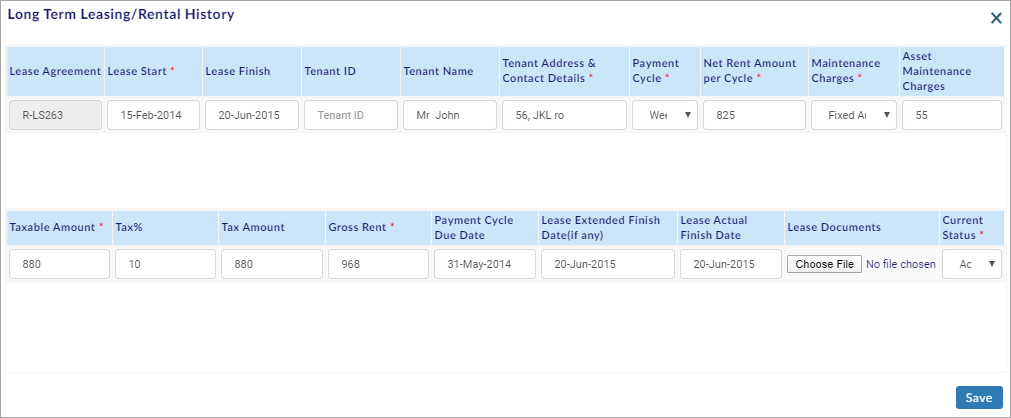 Long Term Leasing/Rental History
Lease Agreement Lease Start * Lease Finish Tenant ID Tenant Name Tenant Address & Contact Details * Payment Cycle * Net Rent Amount per Cycle * Maintenance Charges * Asset Maintenance Charges
R-LS263 15-Feb-2014 20-Jun-2015 Tenant ID Mr John 56, JKL ro Wee 825 Fixed A 55
Taxable Amount * Tax% Tax Amount Gross Rent * Payment Cycle Due Date Lease Extended Finish Date(if any) Lease Actual Finish Date Lease Documents Current Status *
880 10 880 968 31-May-2014 20-Jun-2015 20-Jun-2015 Choose File No file chosen Ac
Save